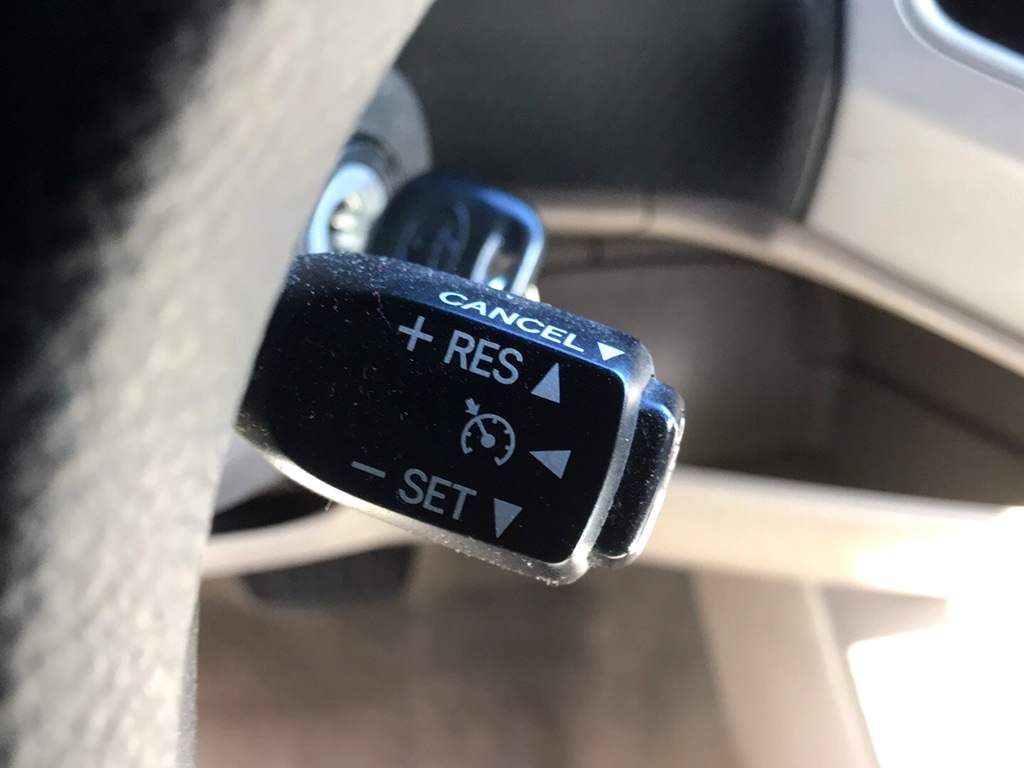 CANCEL ▼
+ RES ▲
◀
− SET ▼